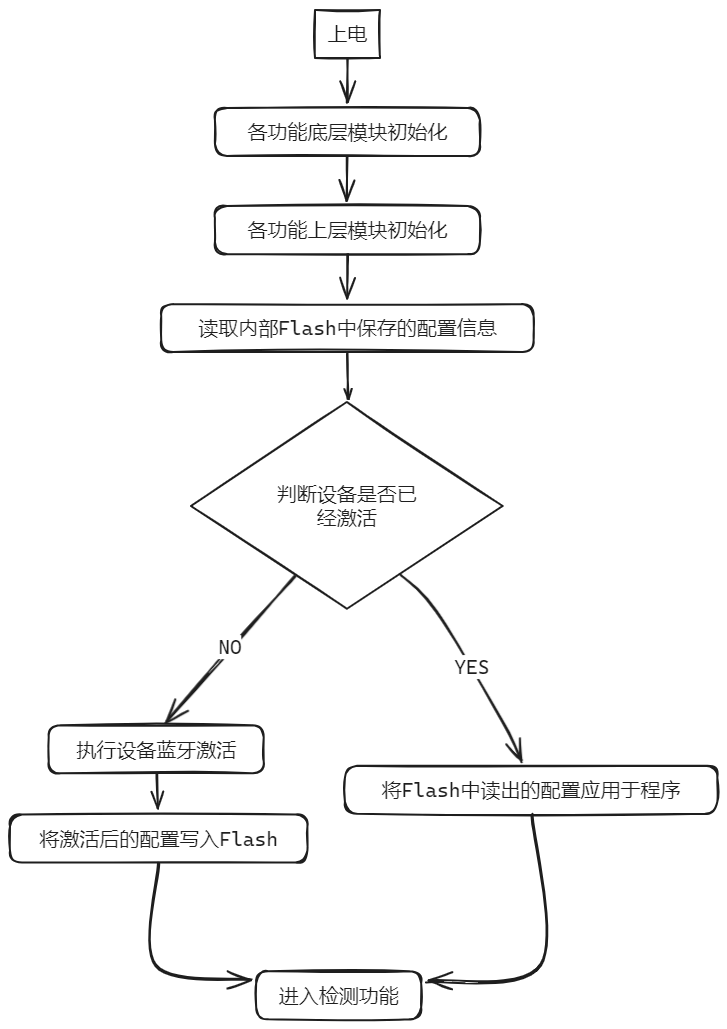 上电
各功能底层模块初始化
各功能上层模块初始化
读取内部Flash中保存的配置信息
判断设备是否已
经激活
NO
YES
执行设备蓝牙激活
将Flash中读出的配置应用于程序
将激活后的配置写入Flash
进入检测功能